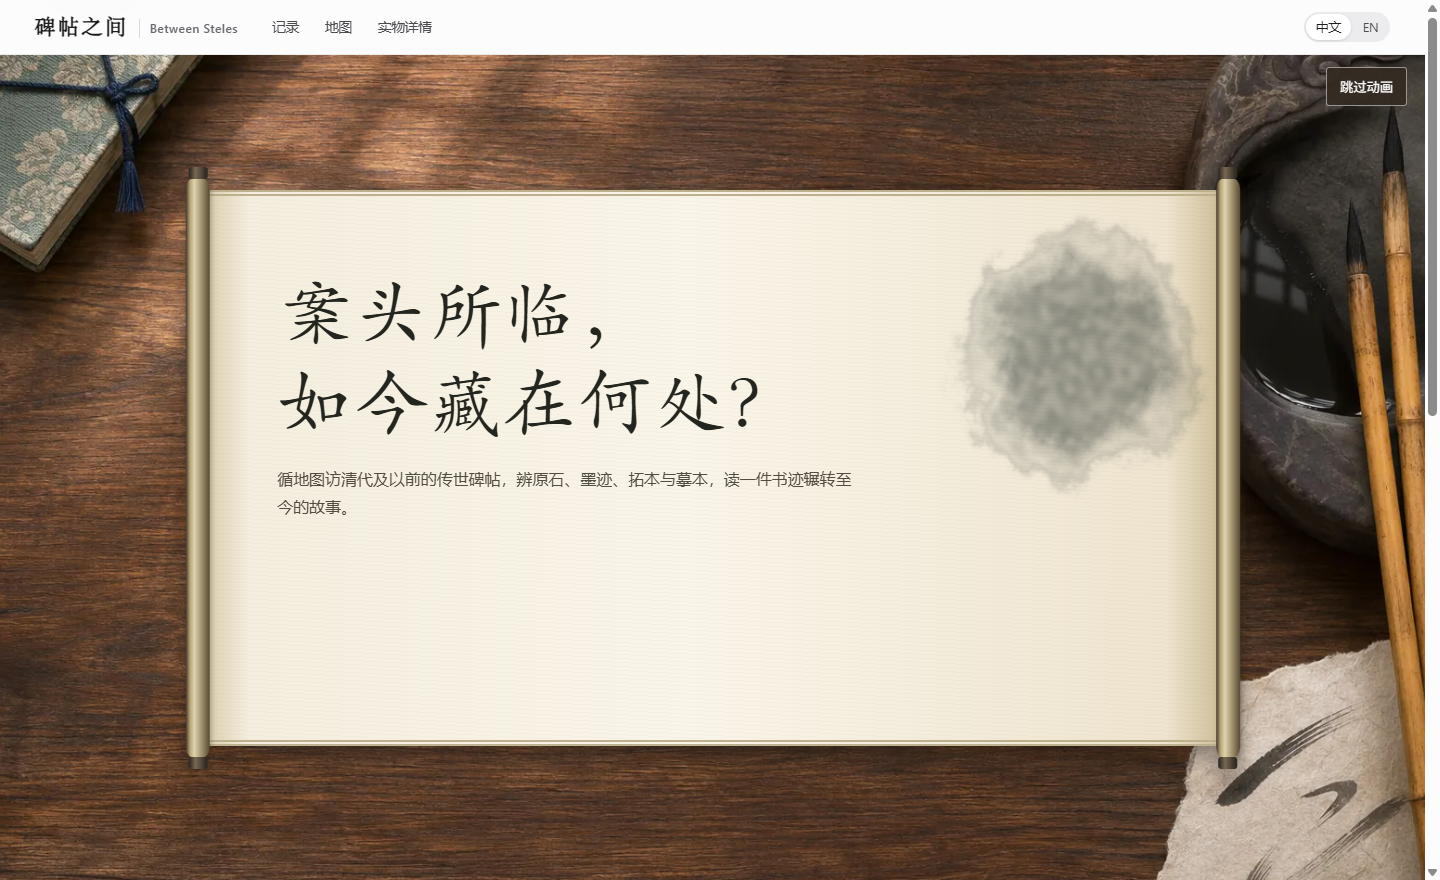 碑帖之间
Between Steles
记录
地图
实物详情
中文
EN
跳过动画
案头所临，
如今藏在何处？
循地图访清代及以前的传世碑帖，辨原石、墨迹、拓本与摹本，读一件书迹辗转至
今的故事。